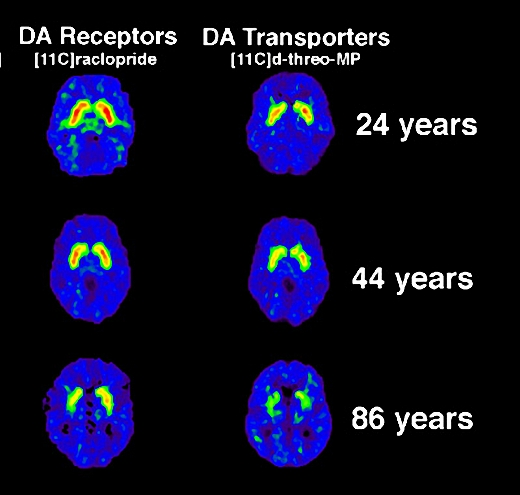 DA Receptors DA Transporters
] [11C]raclopride [11C]d-threo-MP
24 years
44 years
86 years